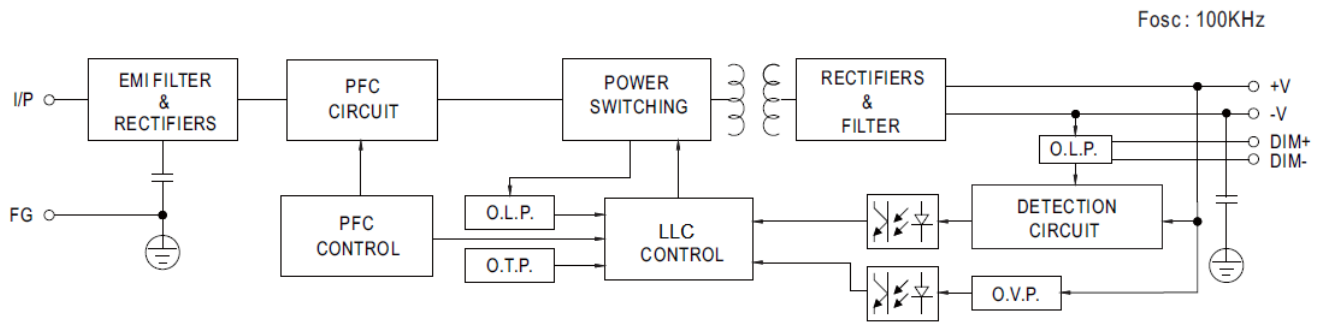 Fosc : 100KHz
I/P
EMI FILTER
&
RECTIFIERS
PFC
CIRCUIT
POWER
SWITCHING
RECTIFIERS
&
FILTER
+V
-V
DIM+
DIM-
O.L.P.
FG
PFC
CONTROL
O.L.P.
O.T.P.
LLC
CONTROL
DETECTION
CIRCUIT
O.V.P.